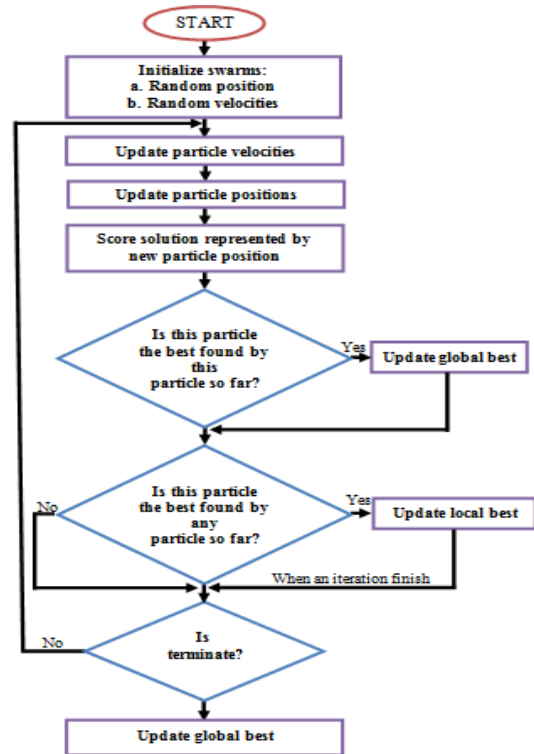 START
Initialize swarms:
a. Random position
b. Random velocities
Update particle velocities
Update particle positions
Score solution represented by
new particle position
Is this particle
the best found by
this
particle so far?
Yes
Update global best
Is this particle
the best found by
any
particle so far?
No
Yes
Update local best
When an iteration finish
Is
terminate?
No
Update global best